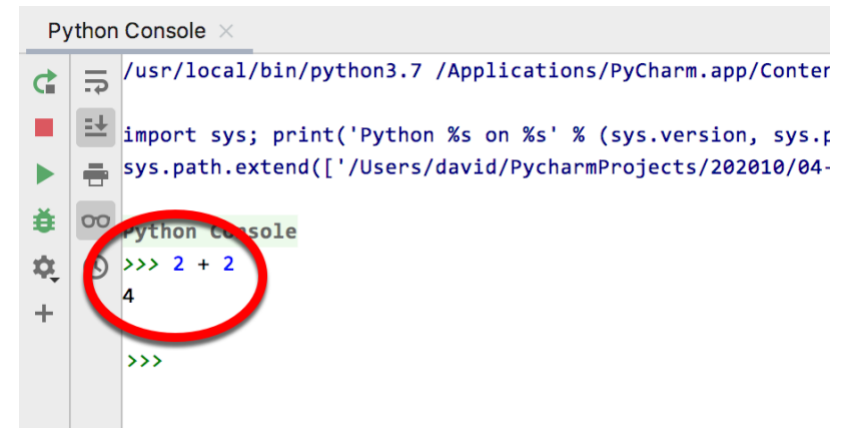 Python Console
/usr/local/bin/python3.7 /Applications/PyCharm.app/Conten
import sys; print('Python %s on %s' % (sys.version, sys.p
sys.path.extend(['/Users/david/PycharmProjects/202010/04-
Python Console
>>> 2 + 2
4
>>>